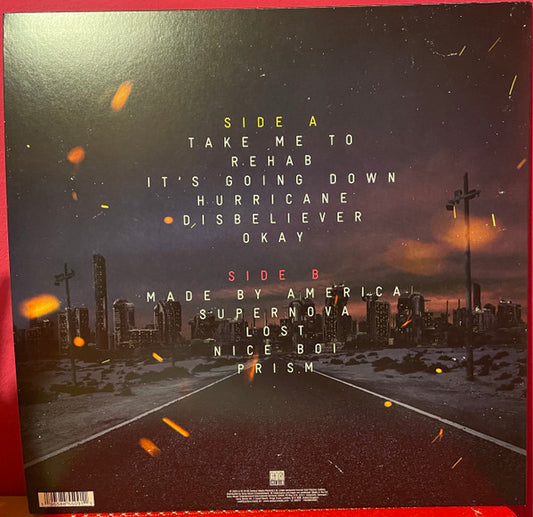 SIDE A
TAKE ME TO
REHAB
IT'S GOING DOWN
HURRICANE
DISBELIEVER
OKAY
SIDE B
MADE BY AMERICA
SUPERNOVA
LOST
NICE BOI
PRISM